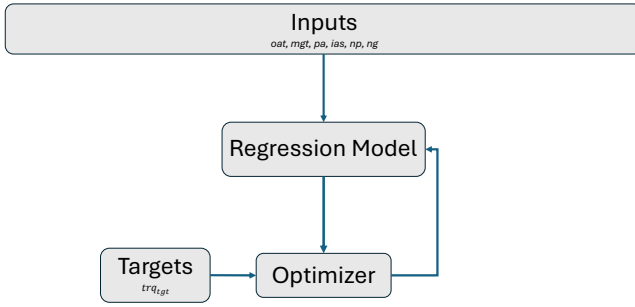 Inputs
oat, mgt, pa, ias, np, ng
Regression Model
Targets
trq_tgt
Optimizer